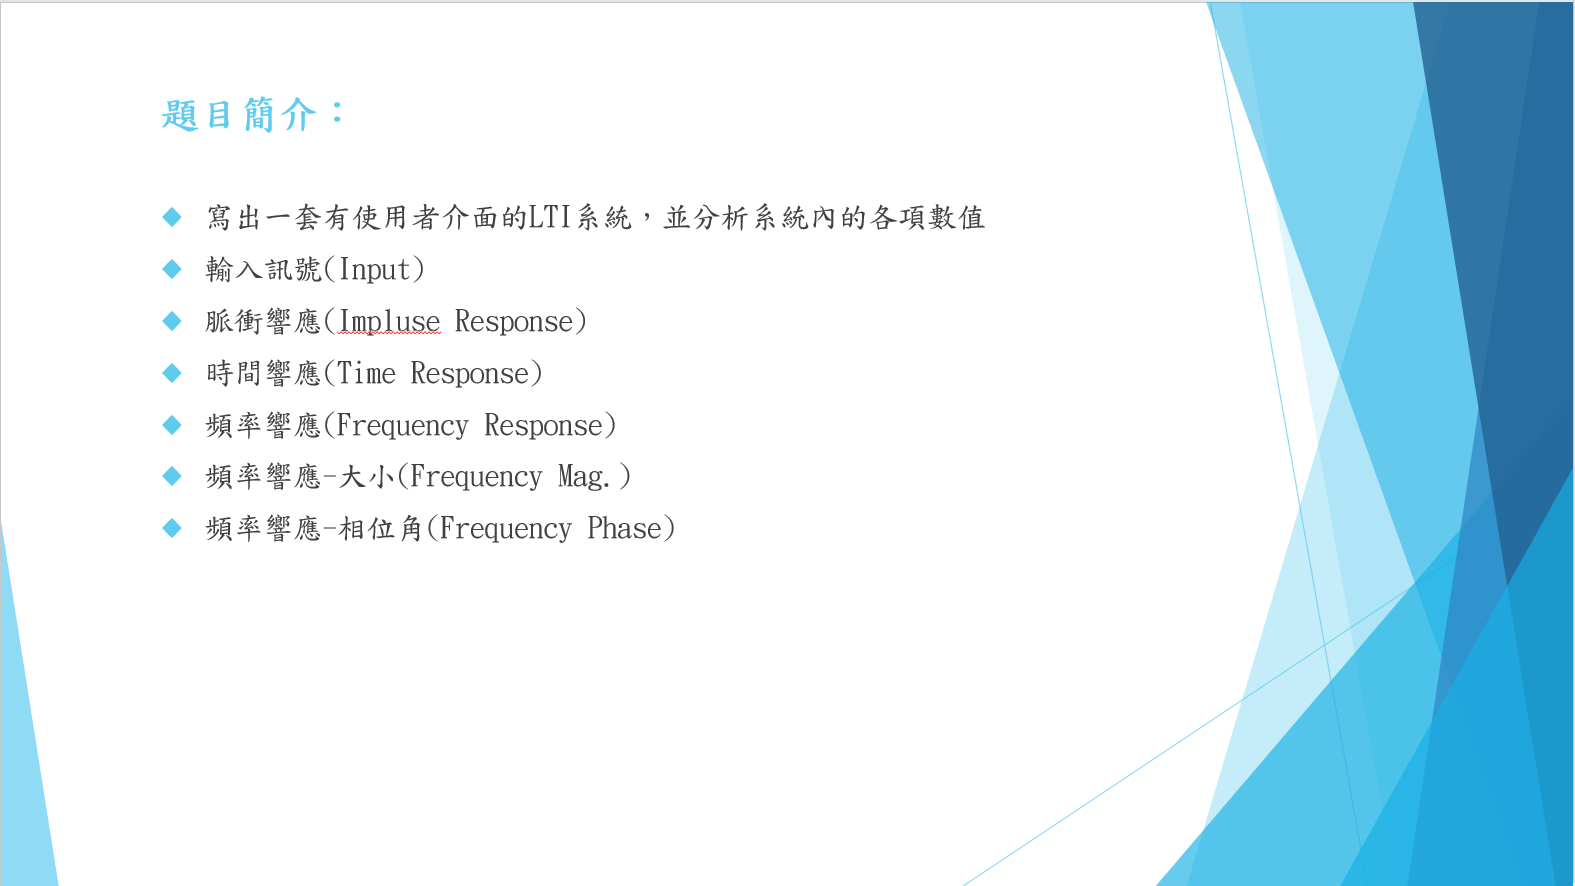 題目簡介：
寫出一套有使用者介面的LTI系統，並分析系統內的各項數值
輸入訊號(Input)
脈衝響應(Impluse Response)
時間響應(Time Response)
頻率響應(Frequency Response)
頻率響應-大小(Frequency Mag.)
頻率響應-相位角(Frequency Phase)